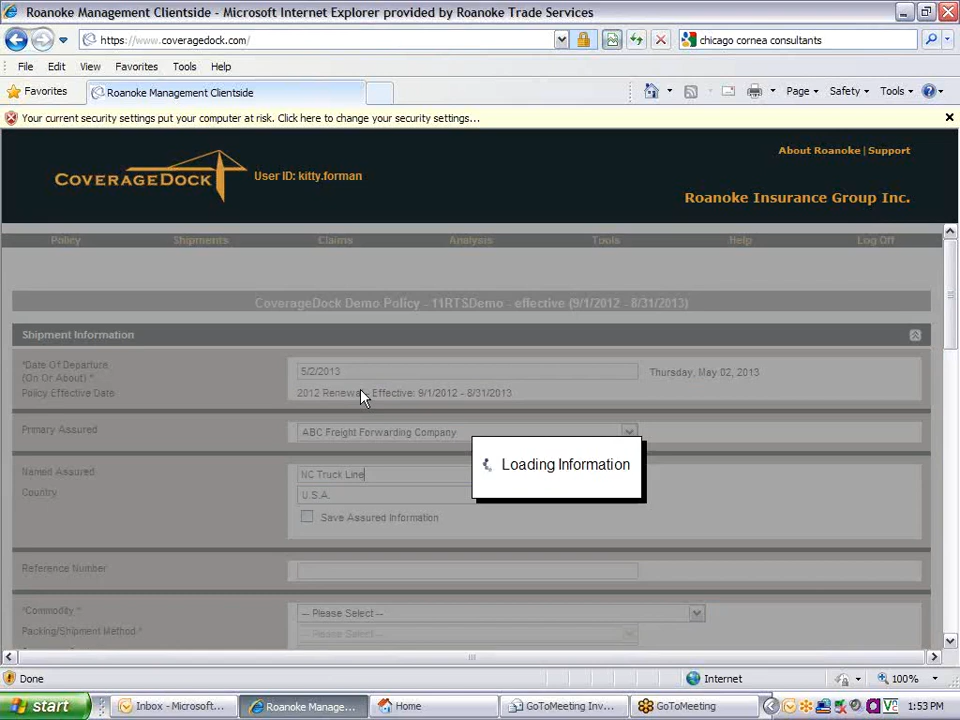 Roanoke Management Clientside - Microsoft Internet Explorer provided by Roanoke Trade Services
https://www.coveragedock.com/
chicago cornea consultants
File Edit View Favorites Tools Help
Favorites Roanoke Management Clientside Page Safety Tools
Your current security settings put your computer at risk. Click here to change your security settings...
About Roanoke | Support
COVERAGEDOCK User ID: kitty.forman
Roanoke Insurance Group Inc.
Policy Shipments Claims Analysis Tools Help Log Off
CoverageDock Demo Policy - 11RTSDemo - effective (9/1/2012 - 8/31/2013)
Shipment Information
*Date Of Departure 5/2/2013 Thursday, May 02, 2013
(On Or About) *
Policy Effective Date 2012 Renewal - Effective: 9/1/2012 - 8/31/2013
Primary Assured ABC Freight Forwarding Company
Named Assured NC Truck Line
Loading Information
Country U.S.A.
Save Assured Information
Reference Number
*Commodity * -- Please Select --
Packing/Shipment Method * -- Please Select --
Done Internet 100%
start Inbox - Microsoft... Roanoke Manage... Home GoToMeeting Inv... GoToMeeting 1:53 PM